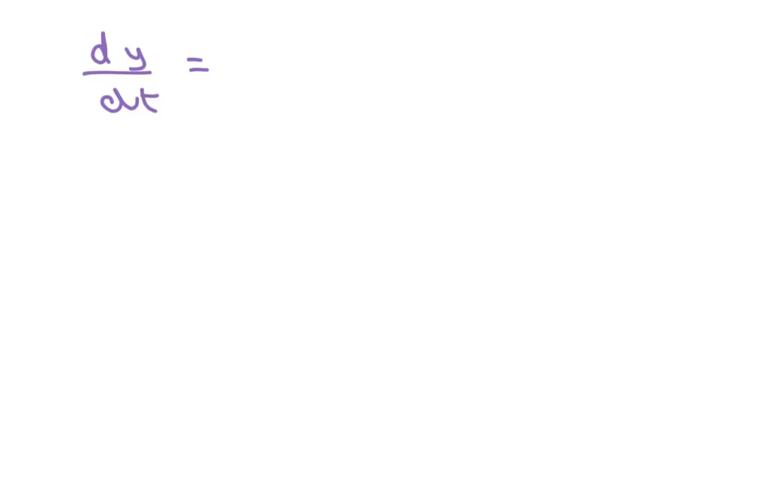 dy/dt =